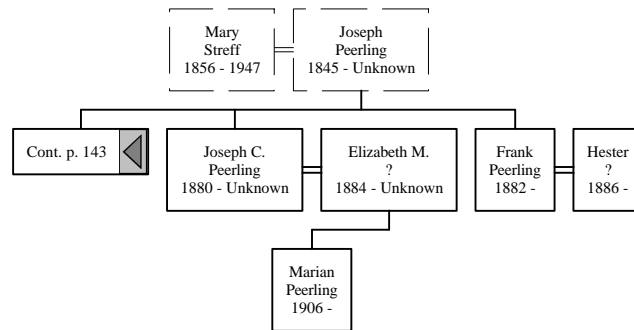 Mary
Streff
1856 - 1947
Joseph
Peerling
1845 - Unknown
Cont. p. 143
Joseph C.
Peerling
1880 - Unknown
Elizabeth M.
?
1884 - Unknown
Frank
Peerling
1882 -
Hester
?
1886 -
Marian
Peerling
1906 -